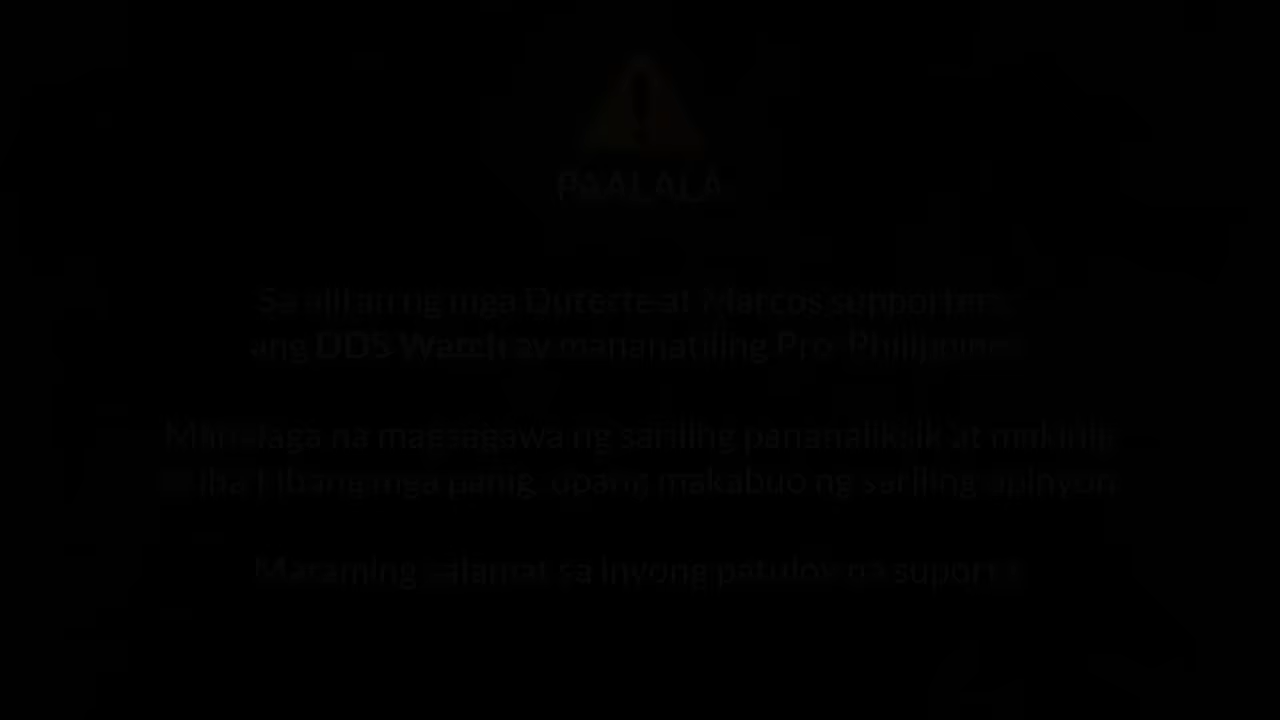 PAALALA
ng mga Duterte at Marcos supporters,
ang DDS Watch ay mananatiling Pro Philippines
Mahalaga na magsagawa ng sariling pananaliksik at makinig
mga panig, upang makabuo ng sariling opinyon
Maraming salamat sa inyong patuloy na suporta